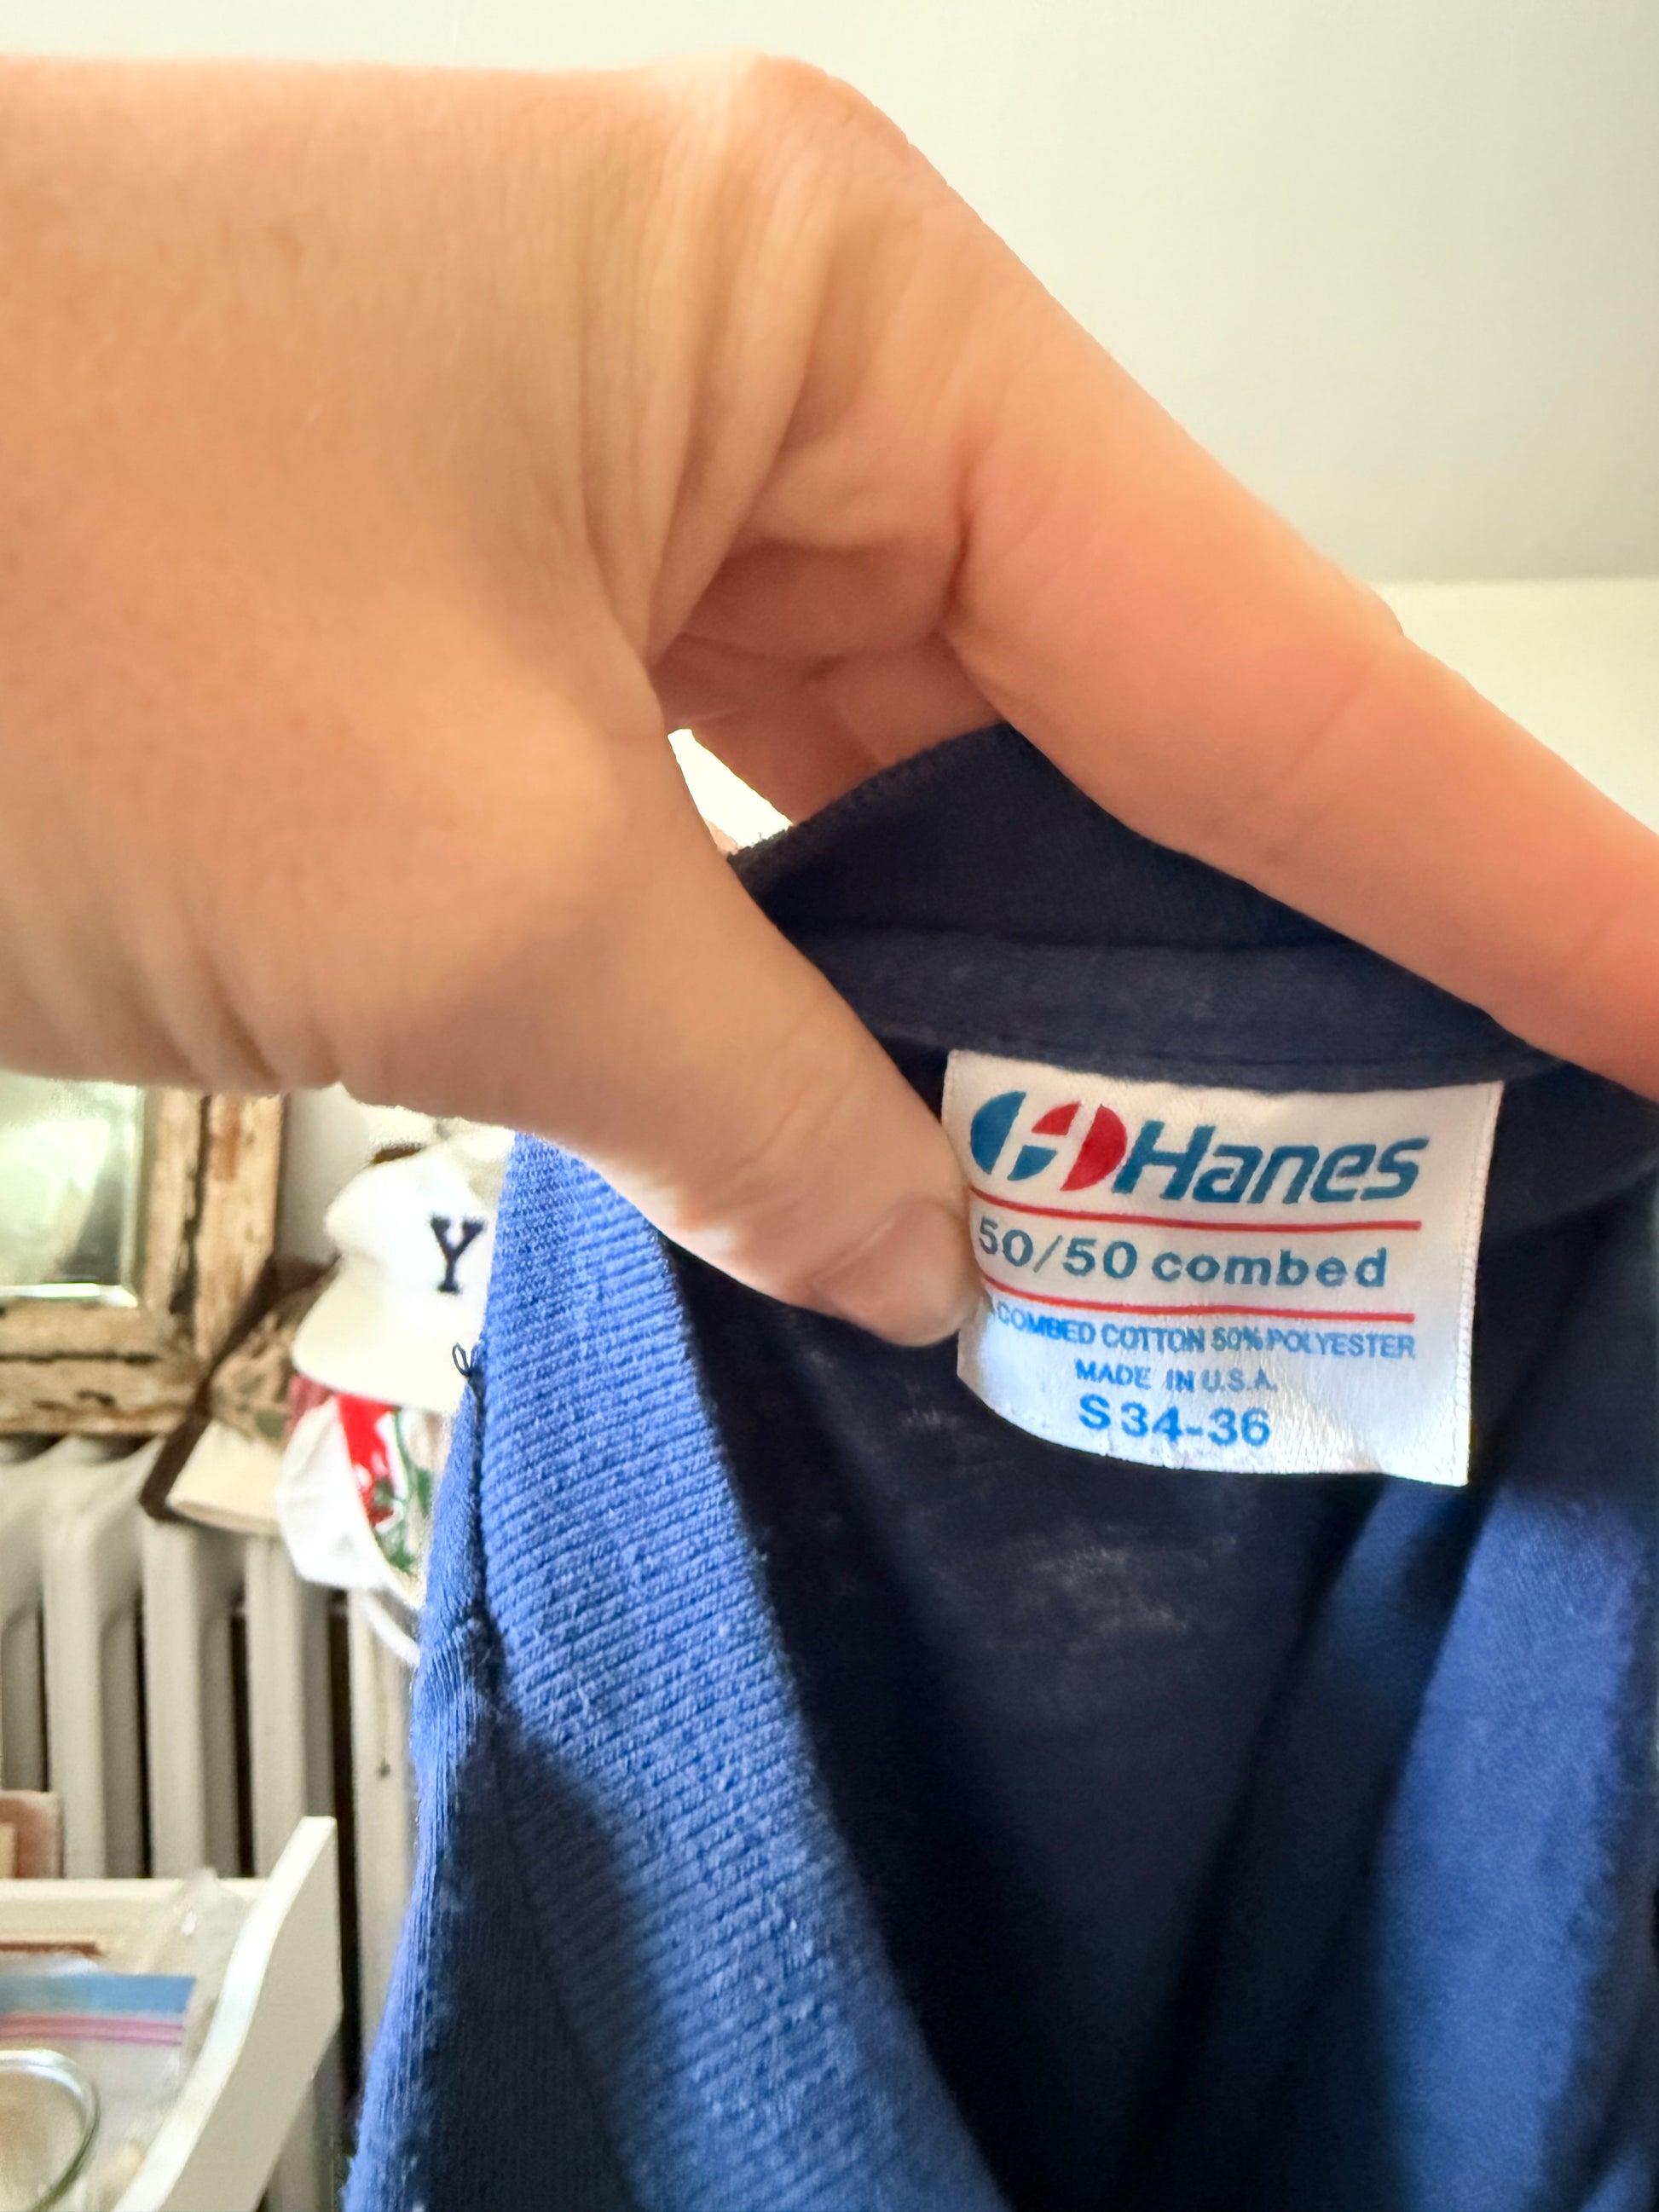 Y
Hanes
50/50 combed
COMBED COTTON 50% POLYESTER
MADE IN U.S.A.
S 34-36